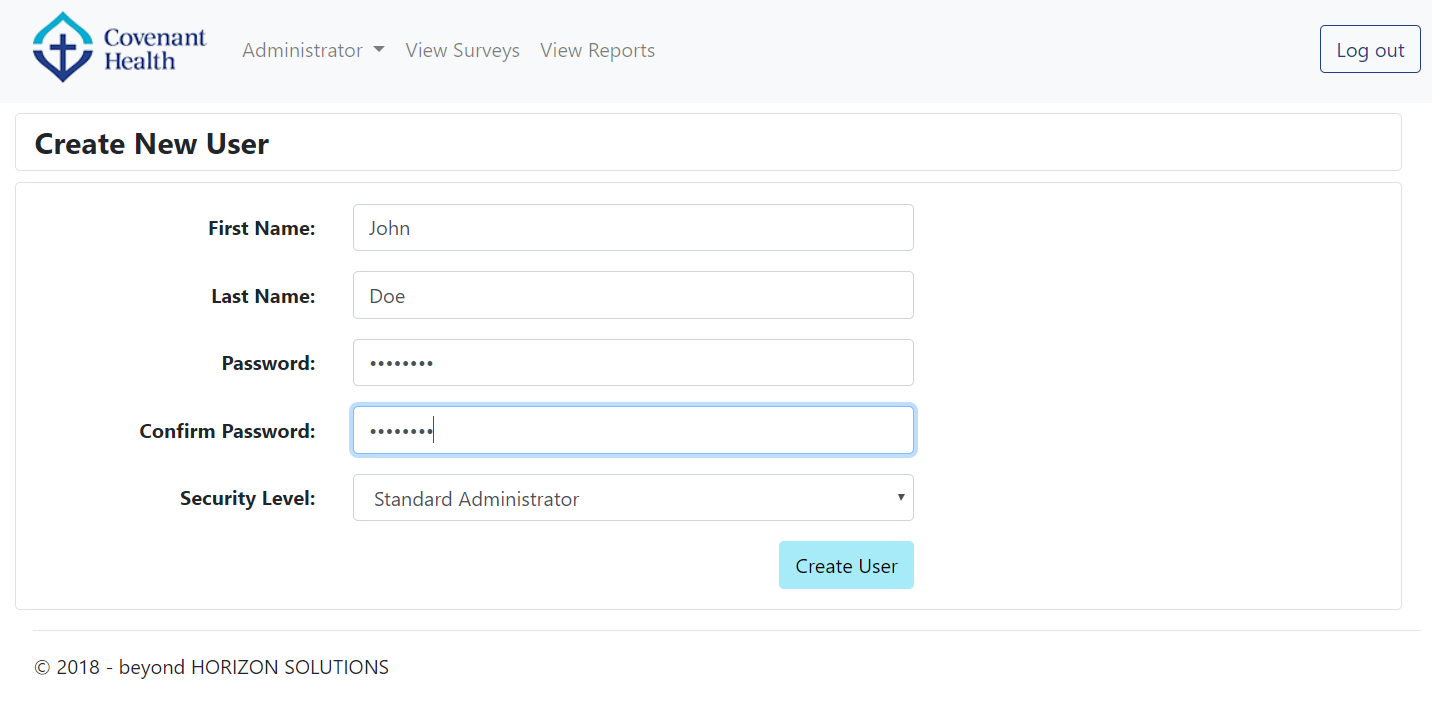 Covenant
Health
Administrator View Surveys View Reports
Log out
Create New User
First Name: John
Last Name: Doe
Password: ••••••••
Confirm Password: ••••••••
Security Level: Standard Administrator
Create User
© 2018 - beyond HORIZON SOLUTIONS